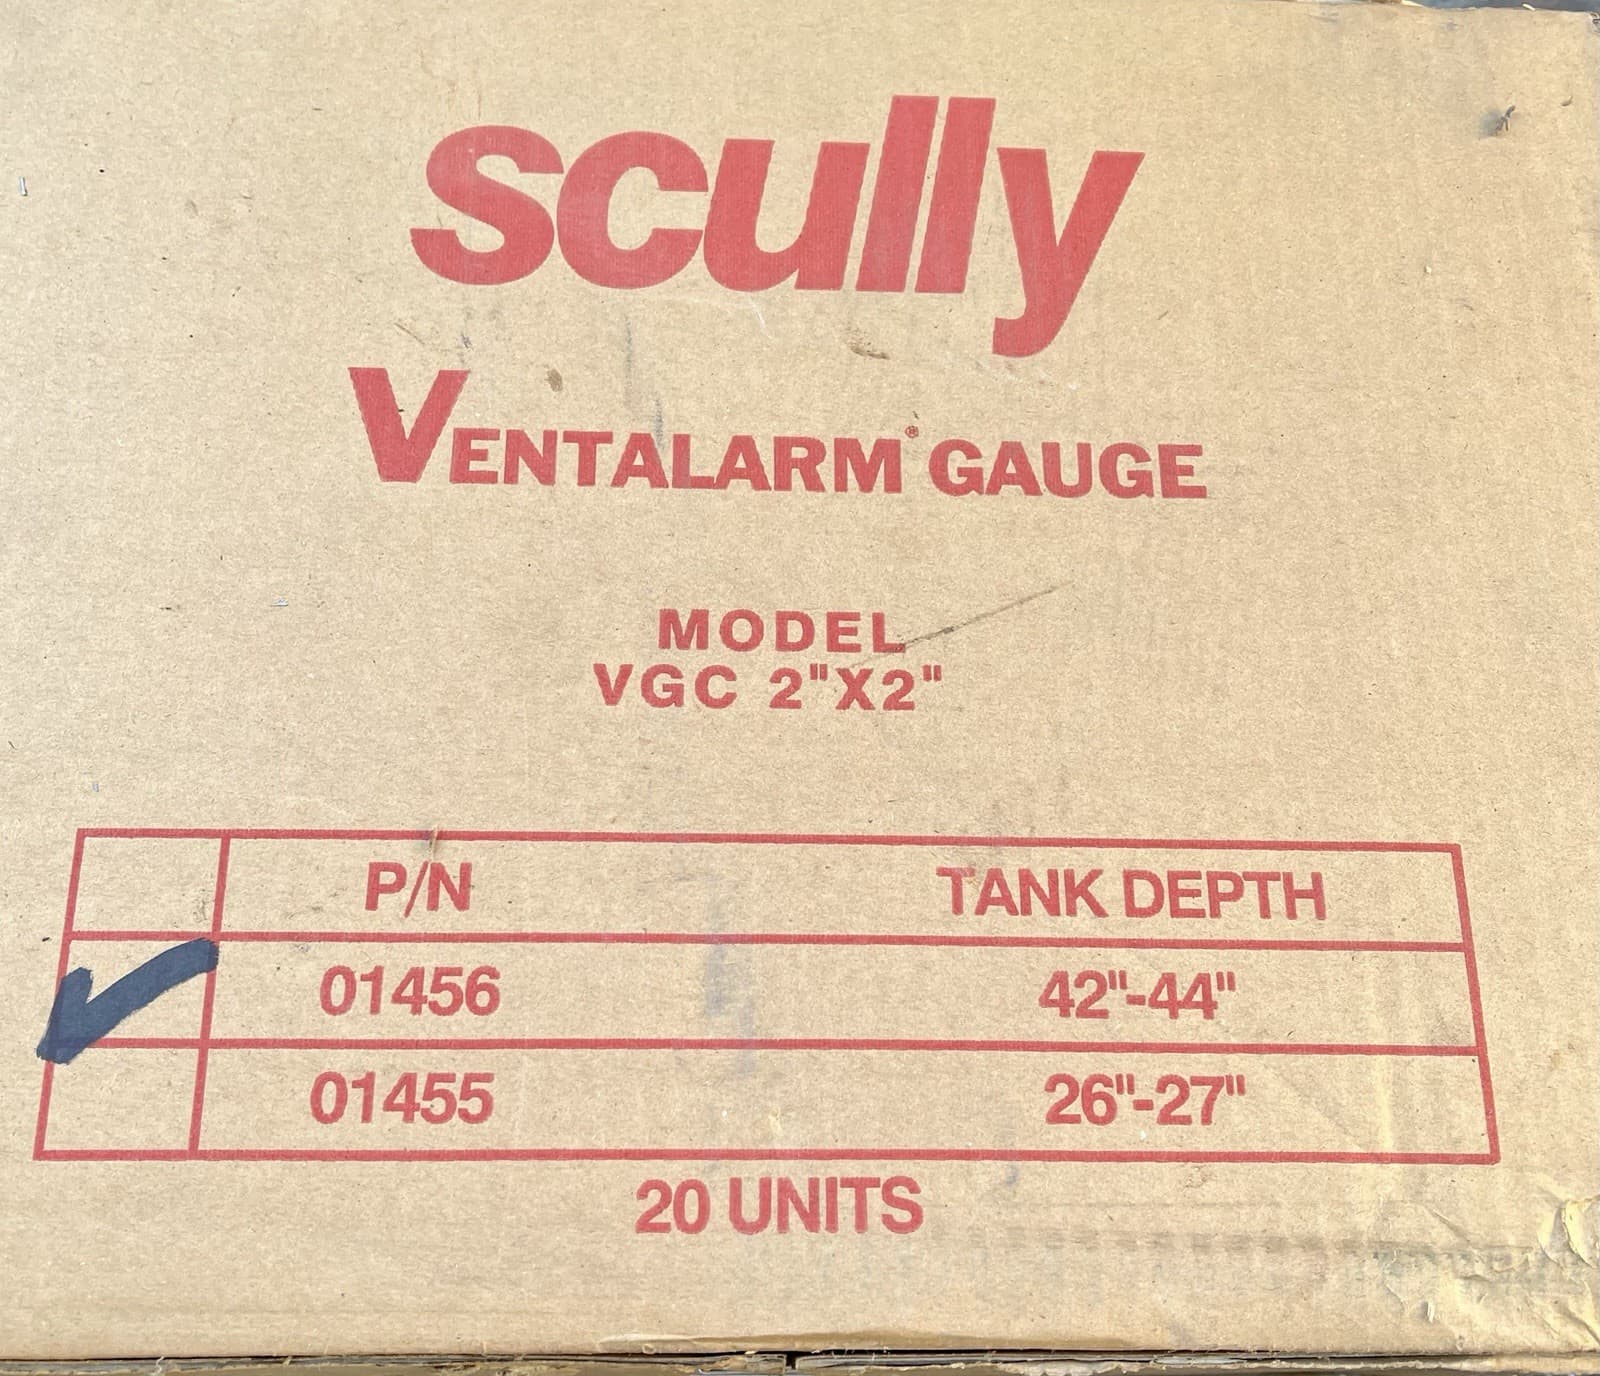 scully
VENTALARM® GAUGE
MODEL
VGC 2"X2"
P/N TANK DEPTH
01456 42"-44"
01455 26"-27"
20 UNITS